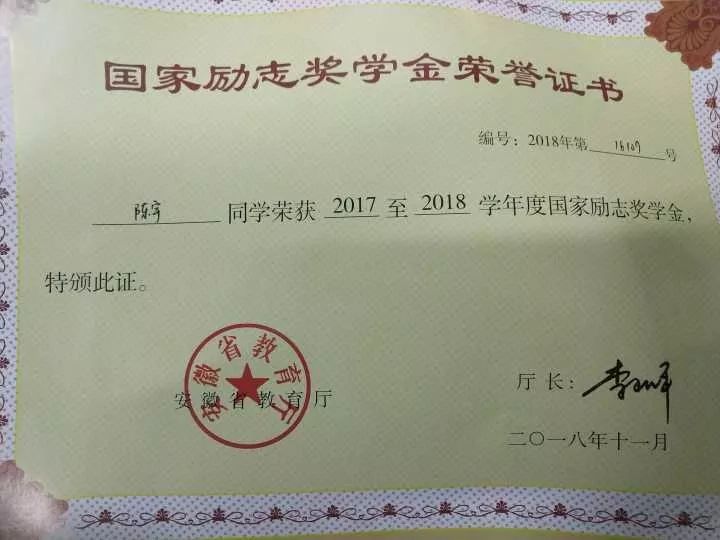 国家励志奖学金荣誉证书
编号：2018年第 16107 号
陈宇 同学荣获 2017 至 2018 学年度国家励志奖学金，
特颁此证。
安徽省教育厅
安徽省教育厅
厅长：
二〇一八年十一月